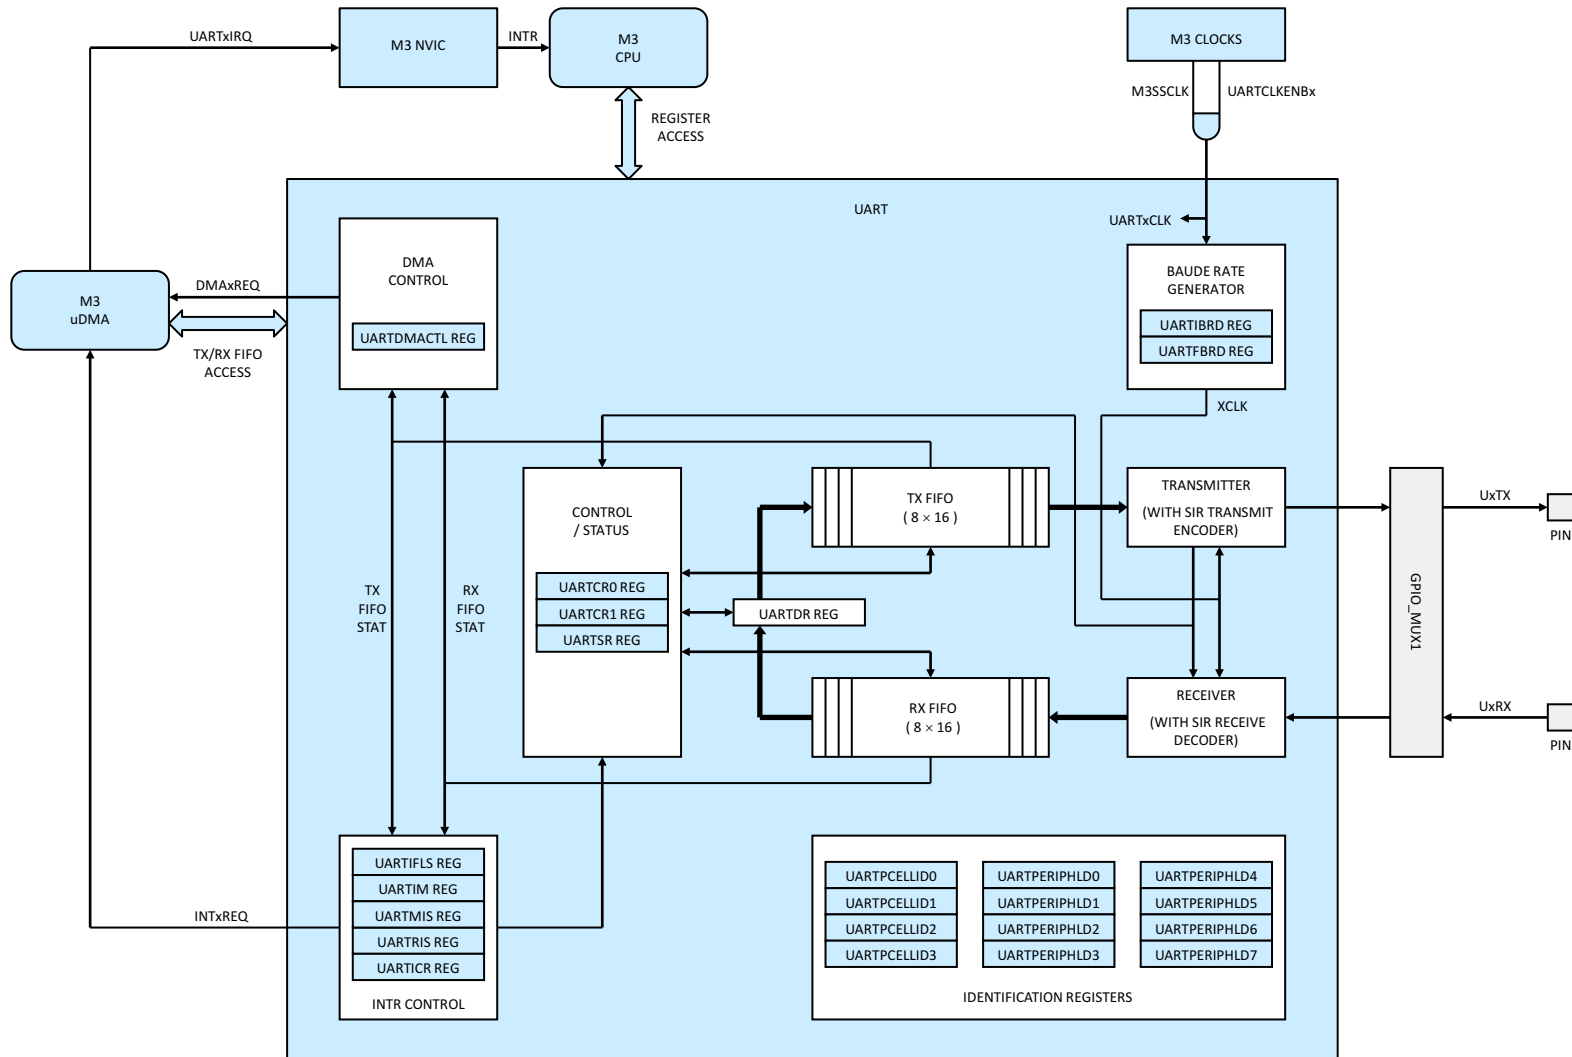 UARTxIRQ
M3 NVIC
INTR
M3
CPU
M3 CLOCKS
M3SSCLK
UARTCLKENBx
REGISTER
ACCESS
UART
UARTxCLK
DMA
CONTROL
UARTDMACTL REG
BAUDE RATE
GENERATOR
UARTIBRD REG
UARTFBRD REG
XCLK
M3
uDMA
DMAxREQ
TX/RX FIFO
ACCESS
CONTROL
/ STATUS
UARTCR0 REG
UARTCR1 REG
UARTSR REG
TX
FIFO
STAT
RX
FIFO
STAT
TX FIFO
( 8 × 16 )
UARTDR REG
RX FIFO
( 8 × 16 )
TRANSMITTER
(WITH SIR TRANSMIT
ENCODER)
RECEIVER
(WITH SIR RECEIVE
DECODER)
GPIO_MUX1
UxTX
PIN
UxRX
PIN
INTxREQ
UARTIFLS REG
UARTIM REG
UARTMIS REG
UARTRIS REG
UARTICR REG
INTR CONTROL
UARTPCELLID0
UARTPCELLID1
UARTPCELLID2
UARTPCELLID3
UARTPERIPHLD0
UARTPERIPHLD1
UARTPERIPHLD2
UARTPERIPHLD3
UARTPERIPHLD4
UARTPERIPHLD5
UARTPERIPHLD6
UARTPERIPHLD7
IDENTIFICATION REGISTERS